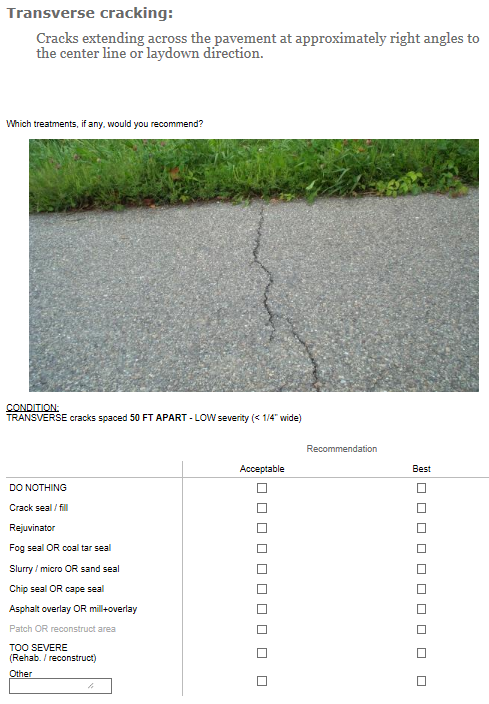 Transverse cracking:
Cracks extending across the pavement at approximately right angles to
the center line or laydown direction.
Which treatments, if any, would you recommend?
CONDITION:
TRANSVERSE cracks spaced 50 FT APART - LOW severity (< 1/4" wide)
Recommendation
Acceptable Best
DO NOTHING
Crack seal / fill
Rejuvinator
Fog seal OR coal tar seal
Slurry / micro OR sand seal
Chip seal OR cape seal
Asphalt overlay OR mill+overlay
Patch OR reconstruct area
TOO SEVERE
(Rehab. / reconstruct)
Other